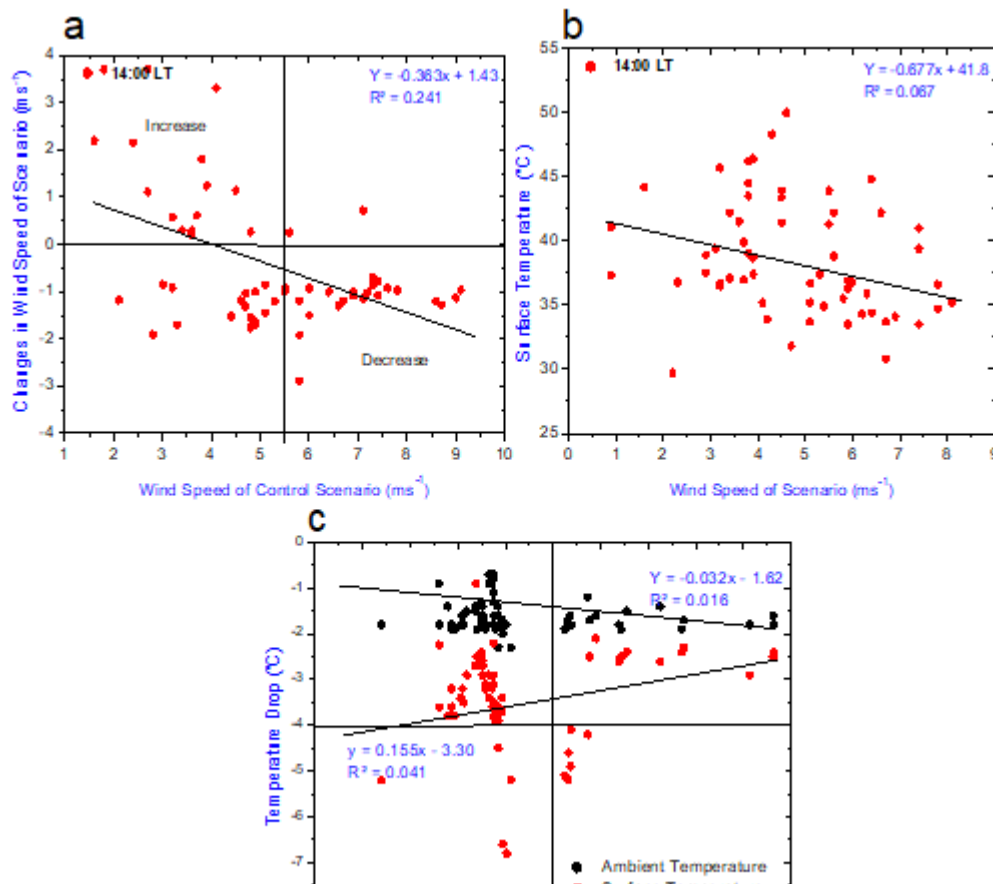 a
Changes in Wind Speed of Scenario (ms⁻¹)
4
3
2
1
0
-1
-2
-3
-4
14:00 LT
Y = -0.363x + 1.43
R² = 0.241
Increase
Decrease
1 2 3 4 5 6 7 8 9 10
Wind Speed of Control Scenario (ms⁻¹)
b
Surface Temperature (°C)
55
50
45
40
35
30
25
14:00 LT
Y = -0.677x + 41.8
R² = 0.067
0 1 2 3 4 5 6 7 8 9
Wind Speed of Scenario (ms⁻¹)
c
Temperature Drop (°C)
0
-1
-2
-3
-4
-5
-6
-7
Y = -0.032x - 1.62
R² = 0.016
y = 0.155x - 3.30
R² = 0.041
Ambient Temperature